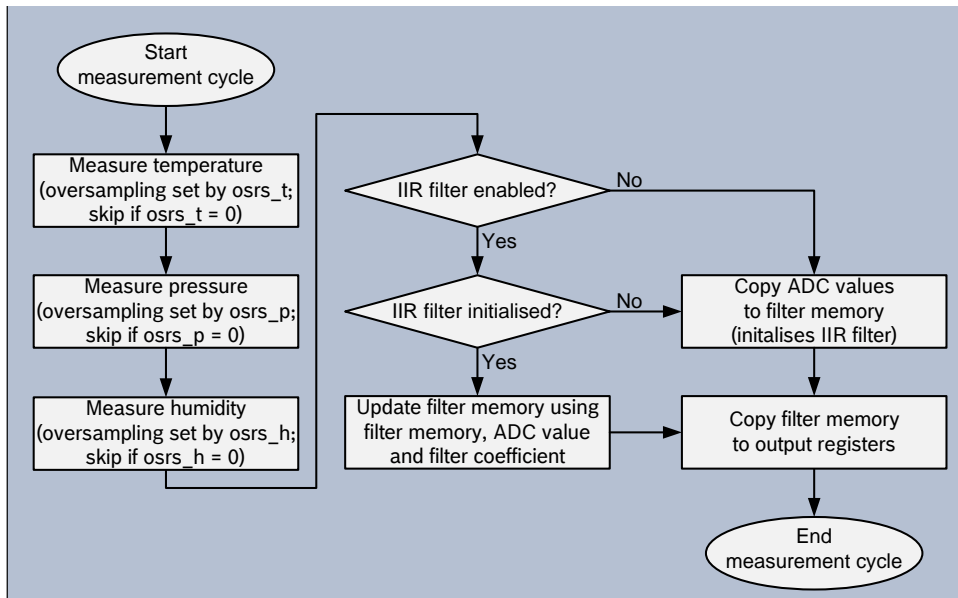 Start
measurement cycle
Measure temperature
(oversampling set by osrs_t;
skip if osrs_t = 0)
Measure pressure
(oversampling set by osrs_p;
skip if osrs_p = 0)
Measure humidity
(oversampling set by osrs_h;
skip if osrs_h = 0)
IIR filter enabled?
No
Yes
IIR filter initialised?
No
Yes
Update filter memory using
filter memory, ADC value
and filter coefficient
Copy ADC values
to filter memory
(initalises IIR filter)
Copy filter memory
to output registers
End
measurement cycle